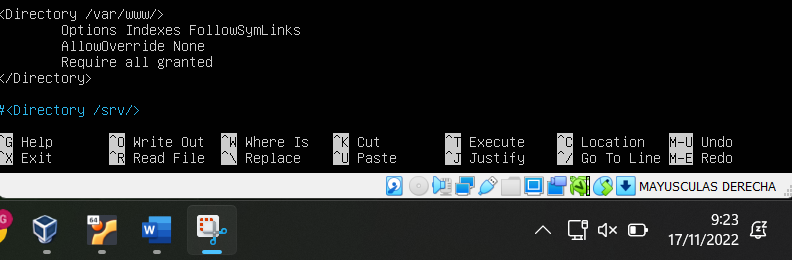 <Directory /var/www/>
Options Indexes FollowSymLinks
AllowOverride None
Require all granted
</Directory>
#<Directory /srv/>
^G Help ^O Write Out ^W Where Is ^K Cut ^T Execute ^C Location M-U Undo
^X Exit ^R Read File ^\ Replace ^U Paste ^J Justify ^/ Go To Line M-E Redo
MAYUSCULAS DERECHA
G 64 W 9:23
17/11/2022